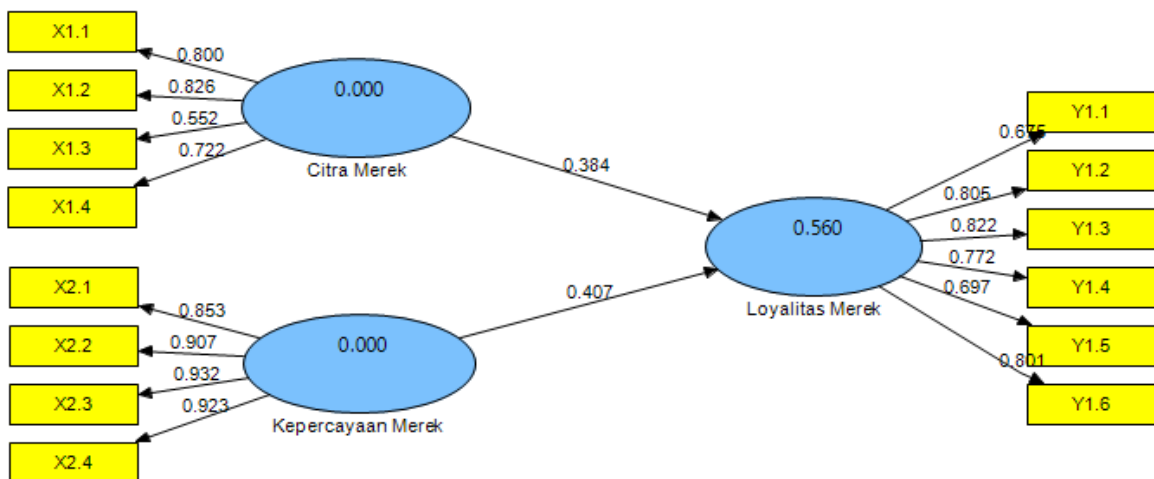 X1.1
0.800
X1.2
0.826
X1.3
0.552
X1.4
0.722
0.000
Citra Merek
0.384
X2.1
0.853
X2.2
0.907
X2.3
0.932
X2.4
0.923
0.000
Kepercayaan Merek
0.407
0.560
Loyalitas Merek
0.675
Y1.1
0.805
Y1.2
0.822
Y1.3
0.772
Y1.4
0.697
Y1.5
0.801
Y1.6